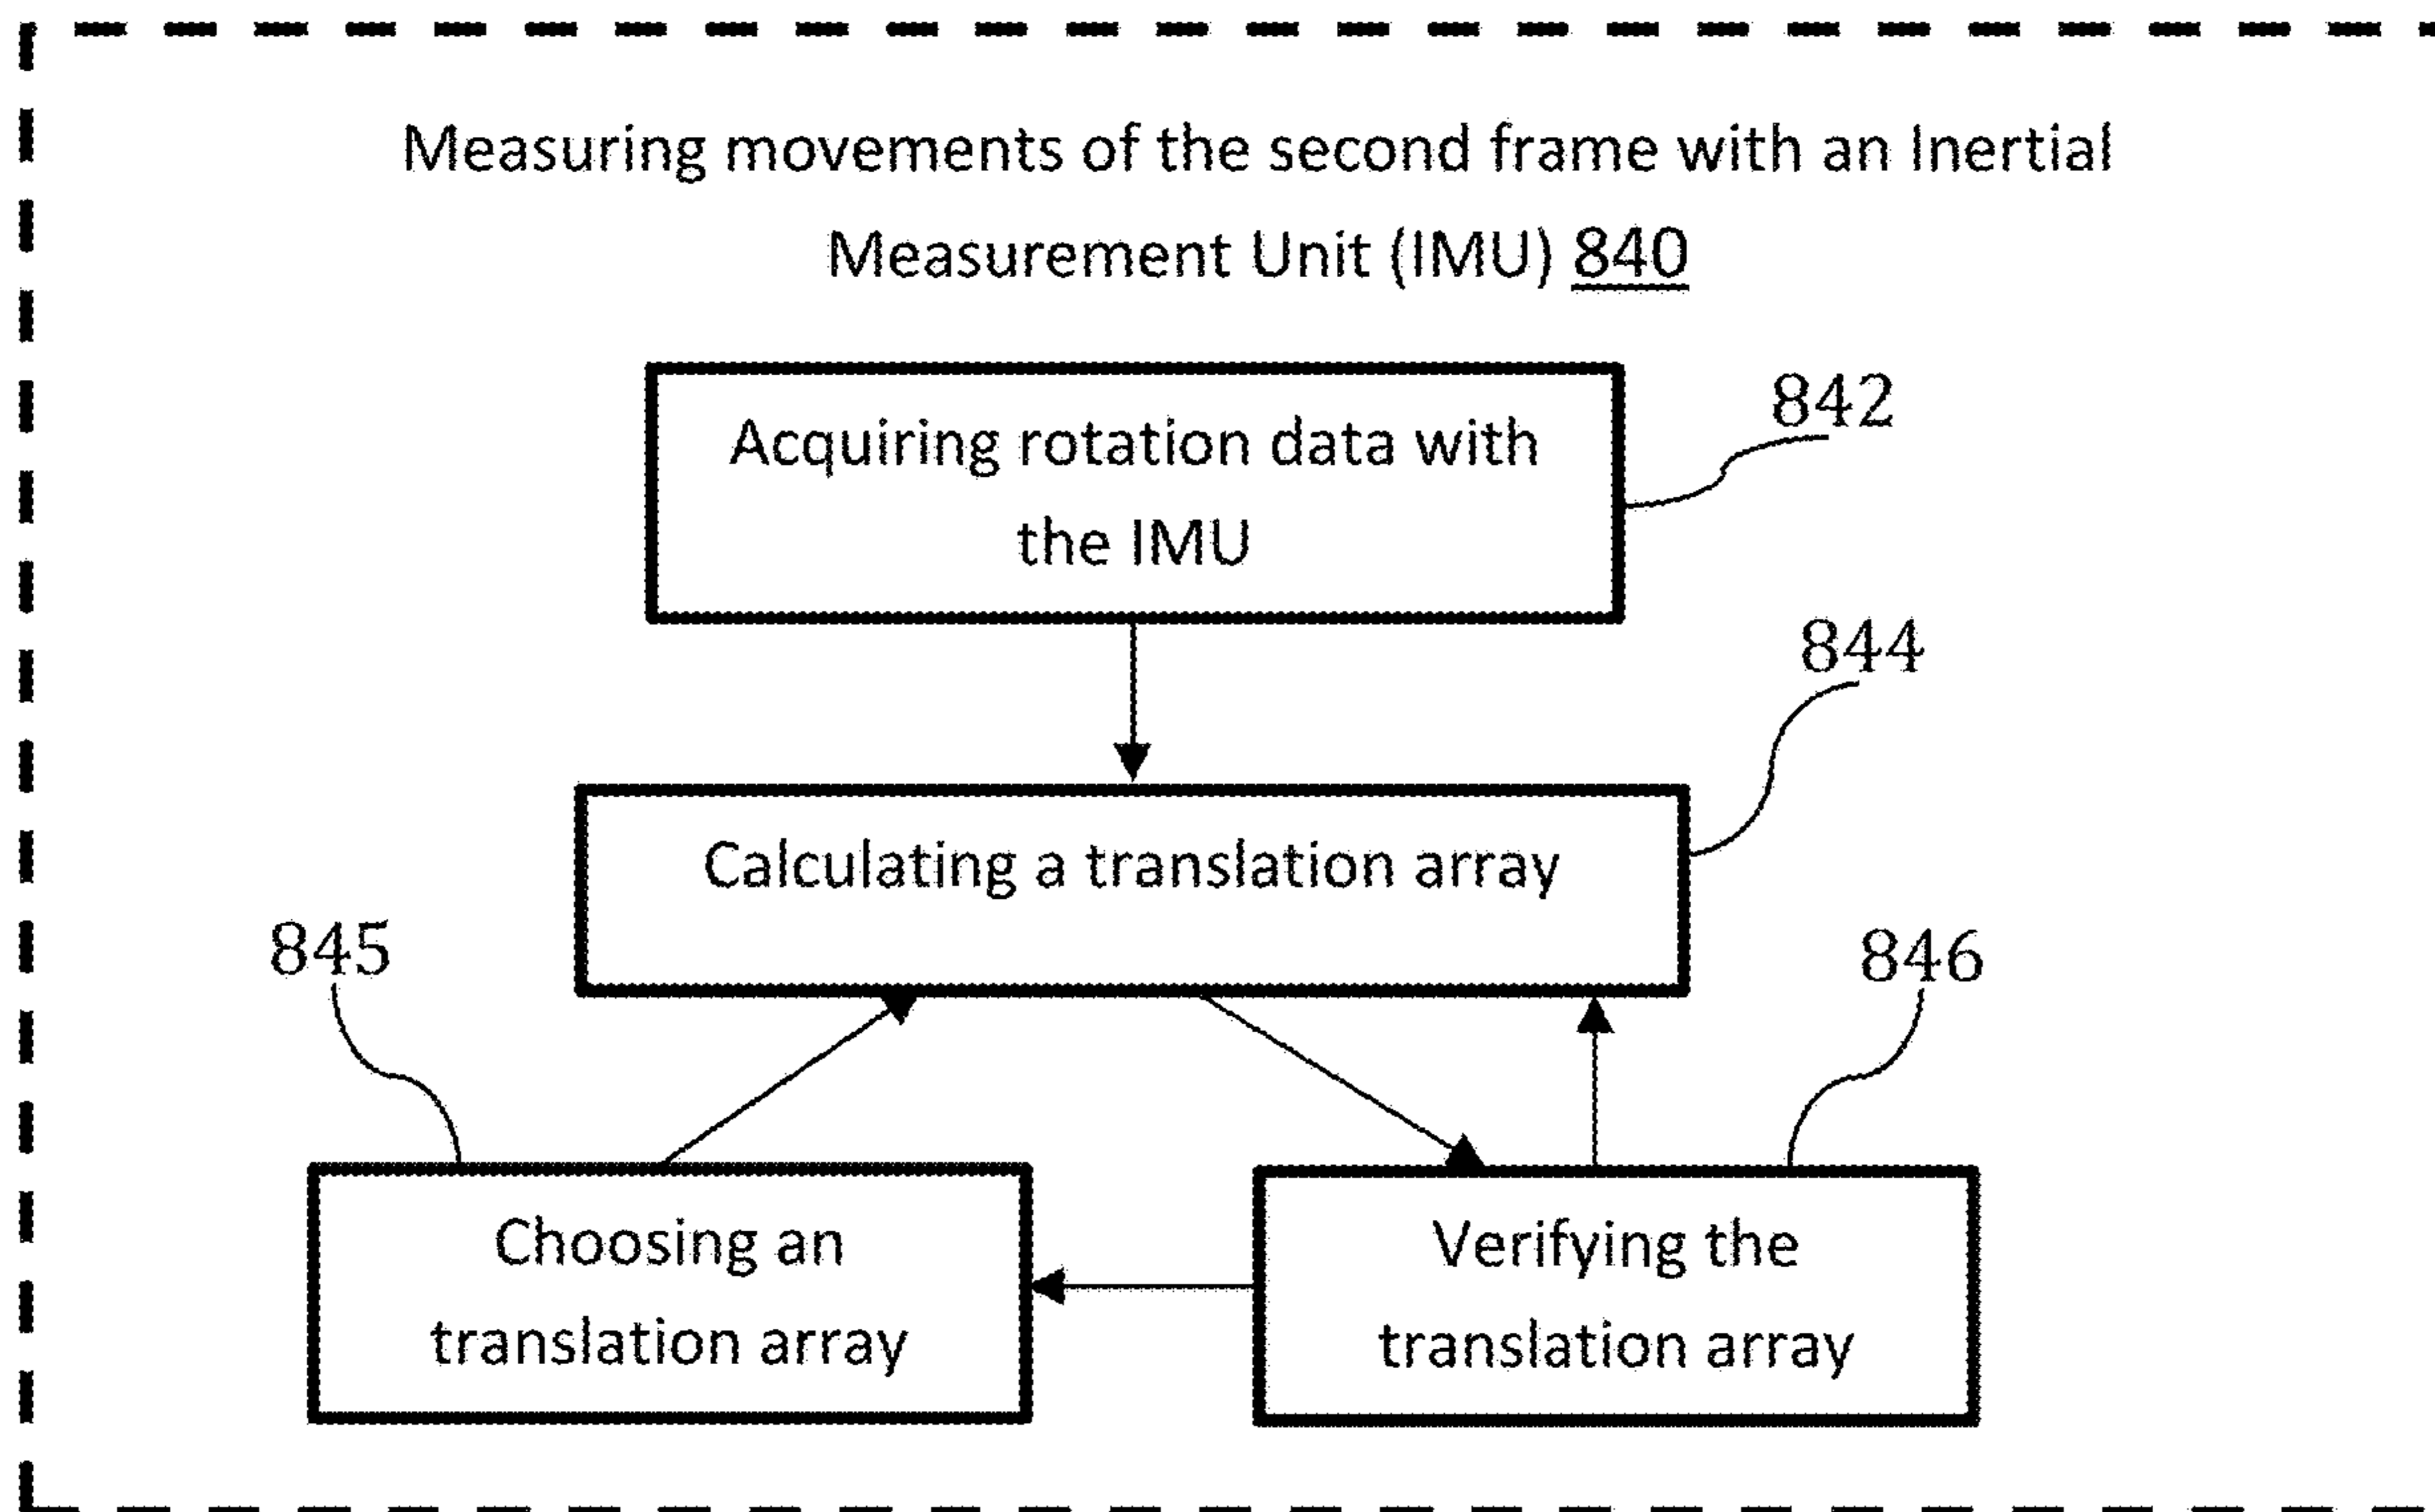 Measuring movements of the second frame with an Inertial
Measurement Unit (IMU) 840
842
Acquiring rotation data with
the IMU
844
Calculating a translation array
845
846
Choosing an
translation array
Verifying the
translation array